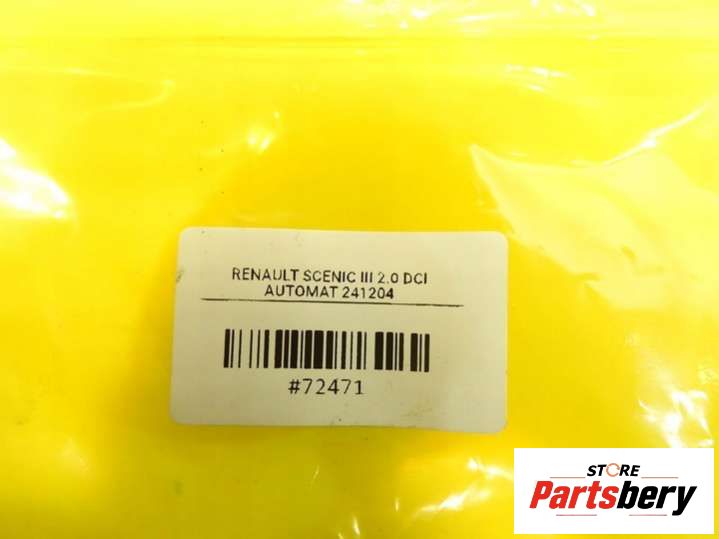 RENAULT SCENIC III 2.0 DCI
AUTOMAT 241204
#72471
STORE
Partsbery